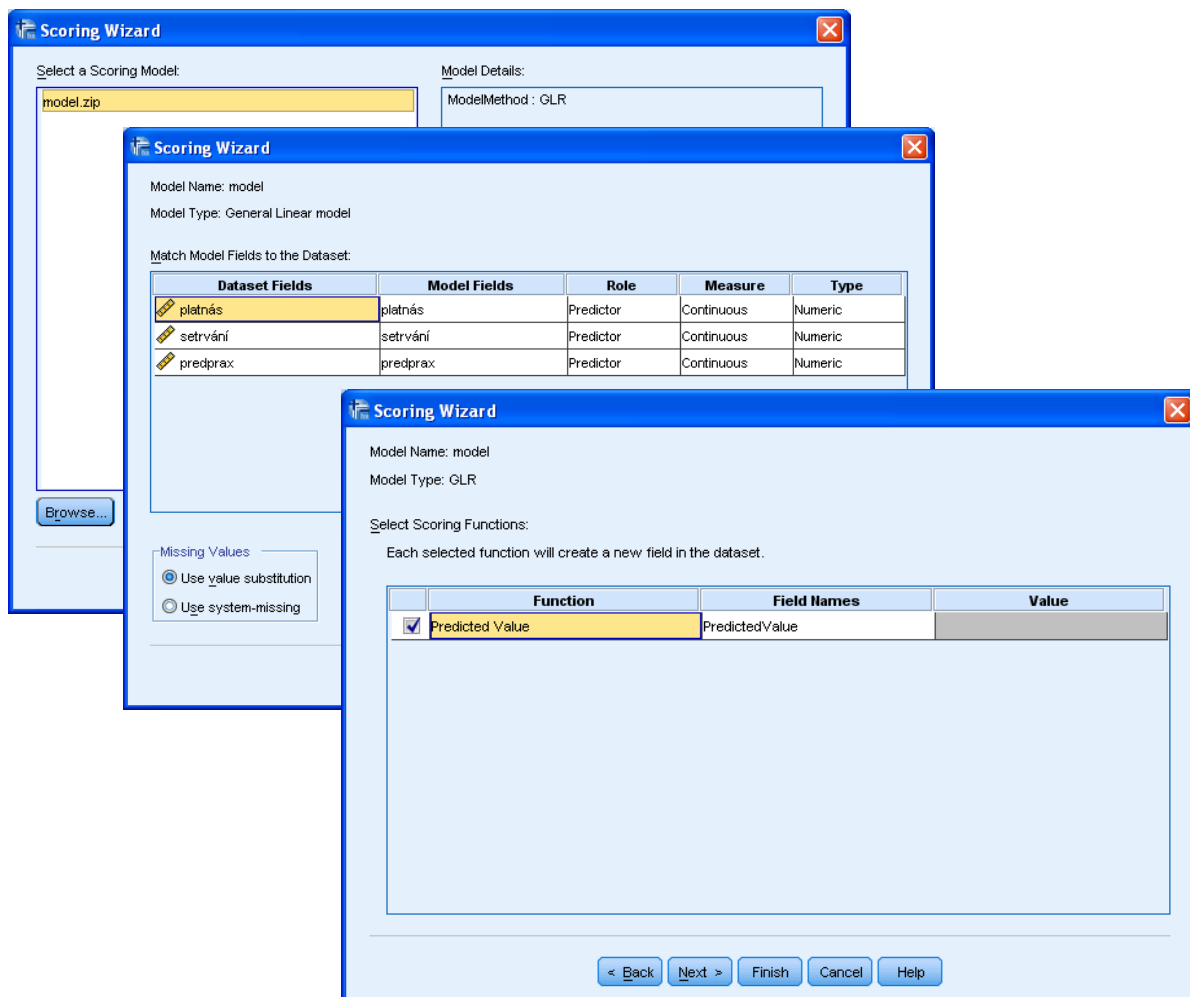 Scoring Wizard
Select a Scoring Model:
Model Details:
model.zip
ModelMethod : GLR
Browse...
Scoring Wizard
Model Name: model
Model Type: General Linear model
Match Model Fields to the Dataset:
Dataset Fields Model Fields Role Measure Type
platnás platnás Predictor Continuous Numeric
setrvání setrvání Predictor Continuous Numeric
predprax predprax Predictor Continuous Numeric
Missing Values
Use value substitution
Use system-missing
Scoring Wizard
Model Name: model
Model Type: GLR
Select Scoring Functions:
Each selected function will create a new field in the dataset.
Function Field Names Value
Predicted Value PredictedValue
< Back Next > Finish Cancel Help